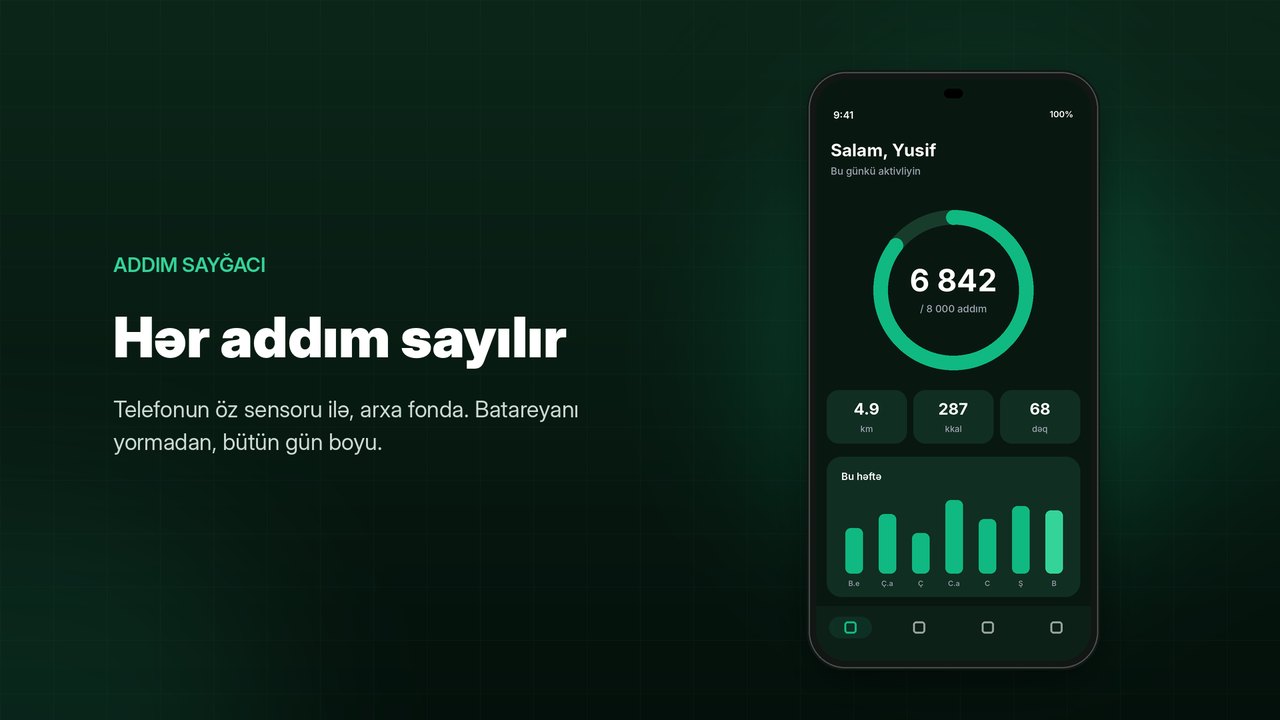 ADDIM SAYĞACI
Hər addım sayılır
Telefonun öz sensoru ilə, arxa fonda. Batareyanı
yormadan, bütün gün boyu.
9:41
100%
Salam, Yusif
Bu günkü aktivliyin
6 842
/ 8 000 addım
4.9
km
287
kkal
68
dəq
Bu həftə
B.e Ç.a Ç C.a C Ş B